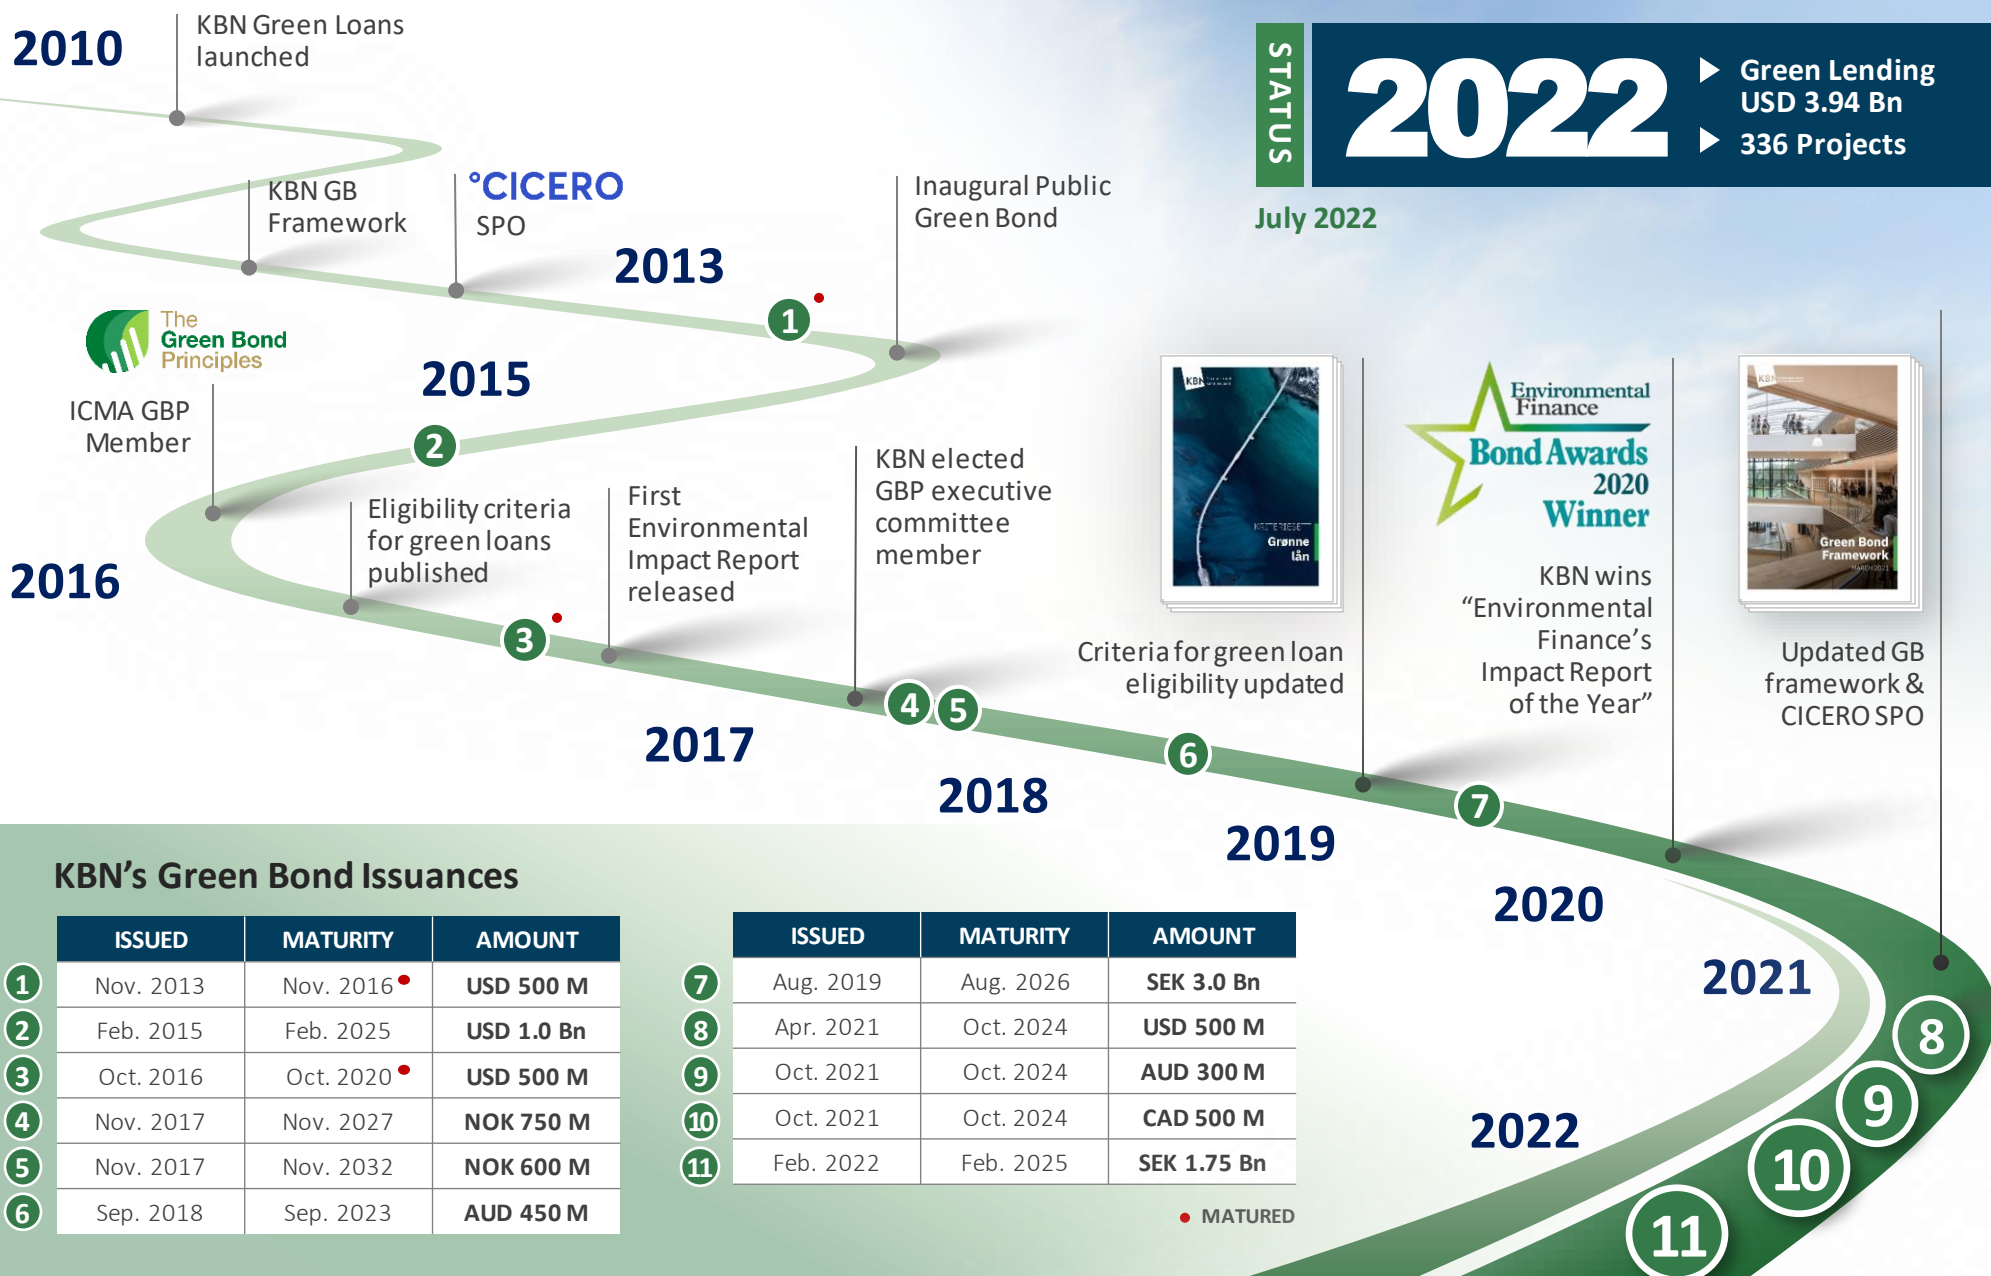 2010
KBN Green Loans
launched
STATUS
2022
Green Lending
USD 3.94 Bn
336 Projects
July 2022
KBN GB
Framework
°CICERO
SPO
2013
Inaugural Public
Green Bond
1
The
Green Bond
Principles
ICMA GBP
Member
2015
2
2016
Eligibility criteria
for green loans
published
3
First
Environmental
Impact Report
released
KBN elected
GBP executive
committee
member
2017
4
5
2018
6
KBN
KRITERIESETT
Grønne
lån
Criteria for green loan
eligibility updated
2019
7
Environmental
Finance
Bond Awards
2020
Winner
KBN wins
“Environmental
Finance’s
Impact Report
of the Year”
2020
KBN
Green Bond
Framework
MARCH 2021
Updated GB
framework &
CICERO SPO
2021
8
9
10
2022
11
KBN’s Green Bond Issuances
ISSUED MATURITY AMOUNT
1 Nov. 2013 Nov. 2016 USD 500 M
2 Feb. 2015 Feb. 2025 USD 1.0 Bn
3 Oct. 2016 Oct. 2020 USD 500 M
4 Nov. 2017 Nov. 2027 NOK 750 M
5 Nov. 2017 Nov. 2032 NOK 600 M
6 Sep. 2018 Sep. 2023 AUD 450 M
ISSUED MATURITY AMOUNT
7 Aug. 2019 Aug. 2026 SEK 3.0 Bn
8 Apr. 2021 Oct. 2024 USD 500 M
9 Oct. 2021 Oct. 2024 AUD 300 M
10 Oct. 2021 Oct. 2024 CAD 500 M
11 Feb. 2022 Feb. 2025 SEK 1.75 Bn
• MATURED